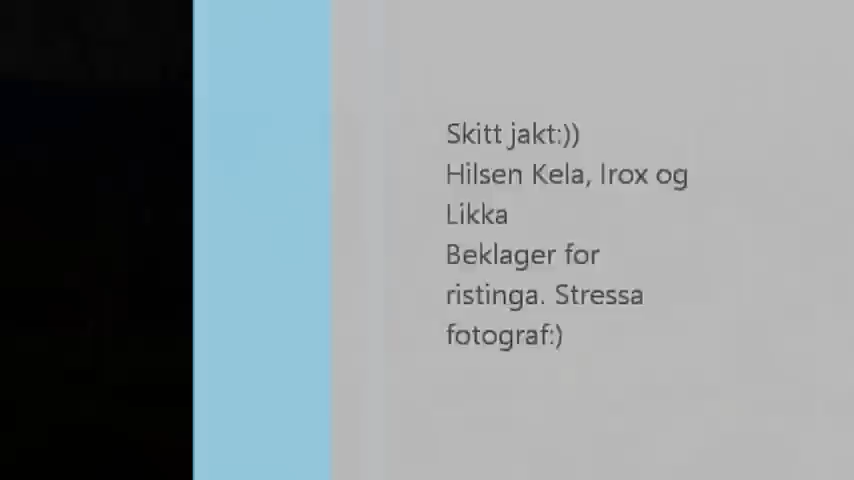 Skitt jakt:))
Hilsen Kela, Irox og
Likka
Beklager for
ristinga. Stressa
fotograf:)